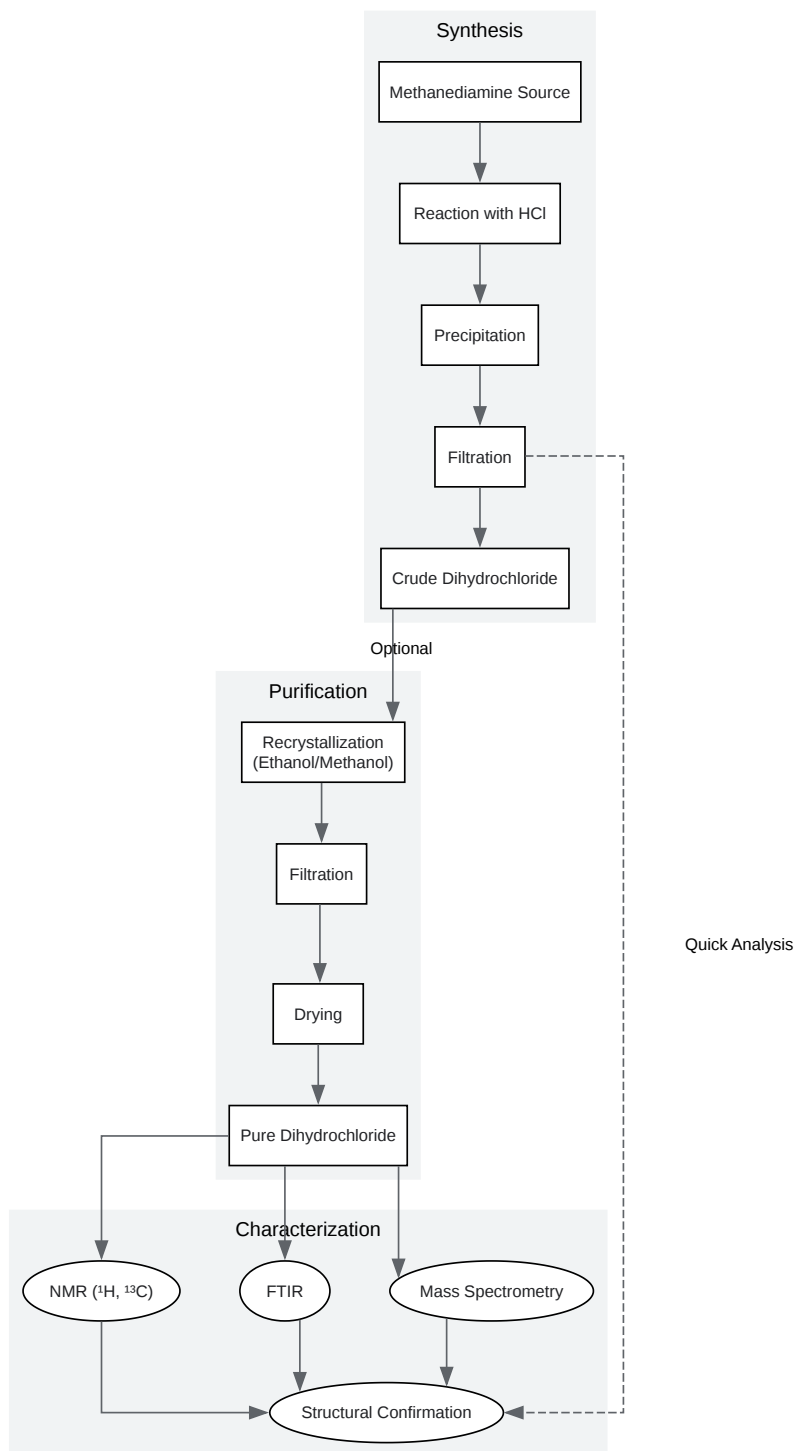 Synthesis
Methanediamine Source
Reaction with HCl
Precipitation
Filtration
Crude Dihydrochloride
Optional
Purification
Recrystallization
(Ethanol/Methanol)
Filtration
Quick Analysis
Drying
Pure Dihydrochloride
Characterization
NMR (¹H, ¹³C)
FTIR
Mass Spectrometry
Structural Confirmation